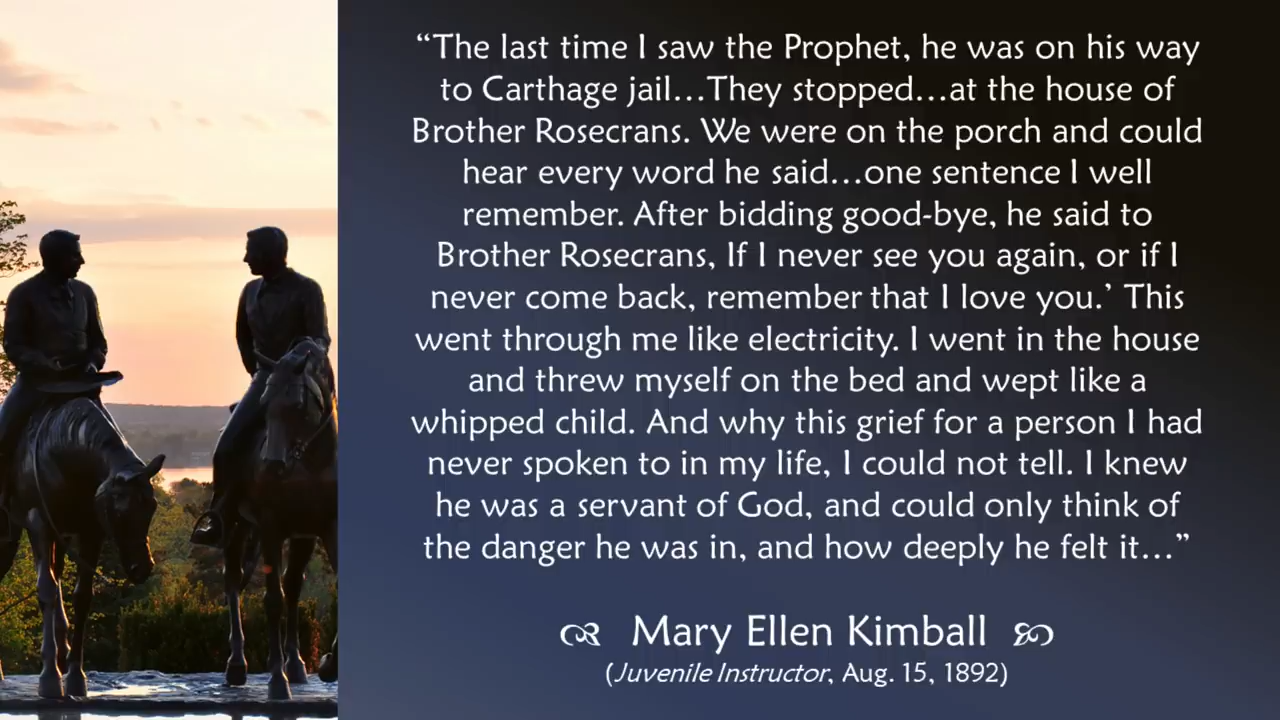 “The last time I saw the Prophet, he was on his way
to Carthage jail…They stopped…at the house of
Brother Rosecrans. We were on the porch and could
hear every word he said…one sentence I well
remember. After bidding good-bye, he said to
Brother Rosecrans, If I never see you again, or if I
never come back, remember that I love you.’ This
went through me like electricity. I went in the house
and threw myself on the bed and wept like a
whipped child. And why this grief for a person I had
never spoken to in my life, I could not tell. I knew
he was a servant of God, and could only think of
the danger he was in, and how deeply he felt it…”
Mary Ellen Kimball
(Juvenile Instructor, Aug. 15, 1892)